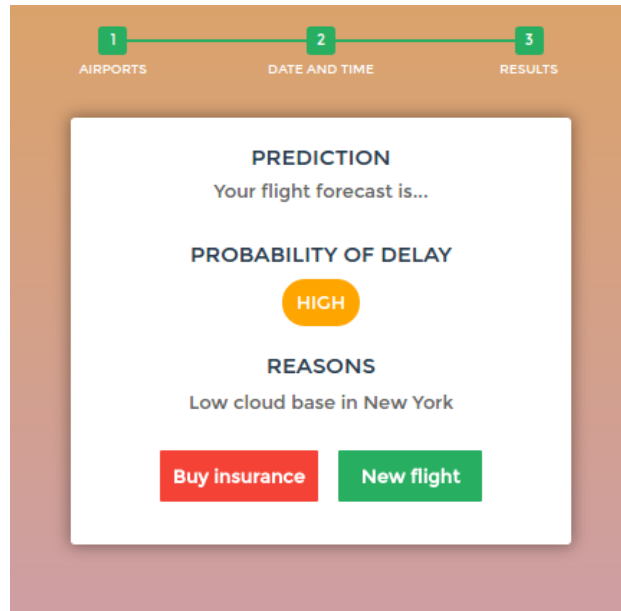 1 2 3
AIRPORTS DATE AND TIME RESULTS
PREDICTION
Your flight forecast is...
PROBABILITY OF DELAY
HIGH
REASONS
Low cloud base in New York
Buy insurance New flight